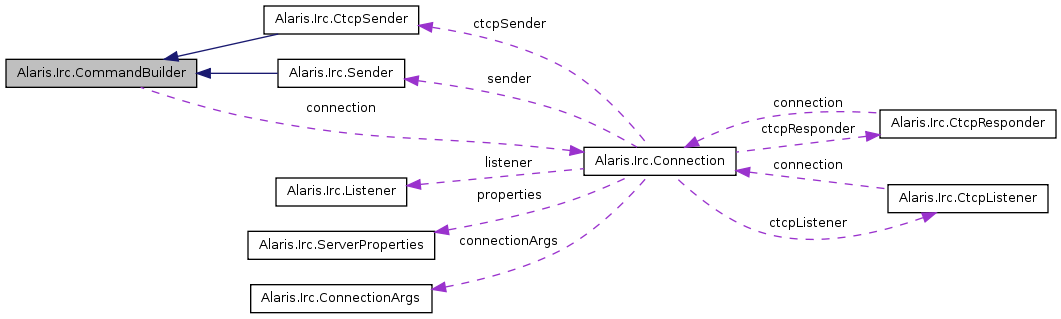 Alaris.Irc.CtcpSender
ctcpSender
Alaris.Irc.CommandBuilder
Alaris.Irc.Sender
sender
connection
connection
Alaris.Irc.CtcpResponder
ctcpResponder
Alaris.Irc.Connection
listener
connection
Alaris.Irc.Listener
properties
Alaris.Irc.CtcpListener
ctcpListener
Alaris.Irc.ServerProperties
connectionArgs
Alaris.Irc.ConnectionArgs